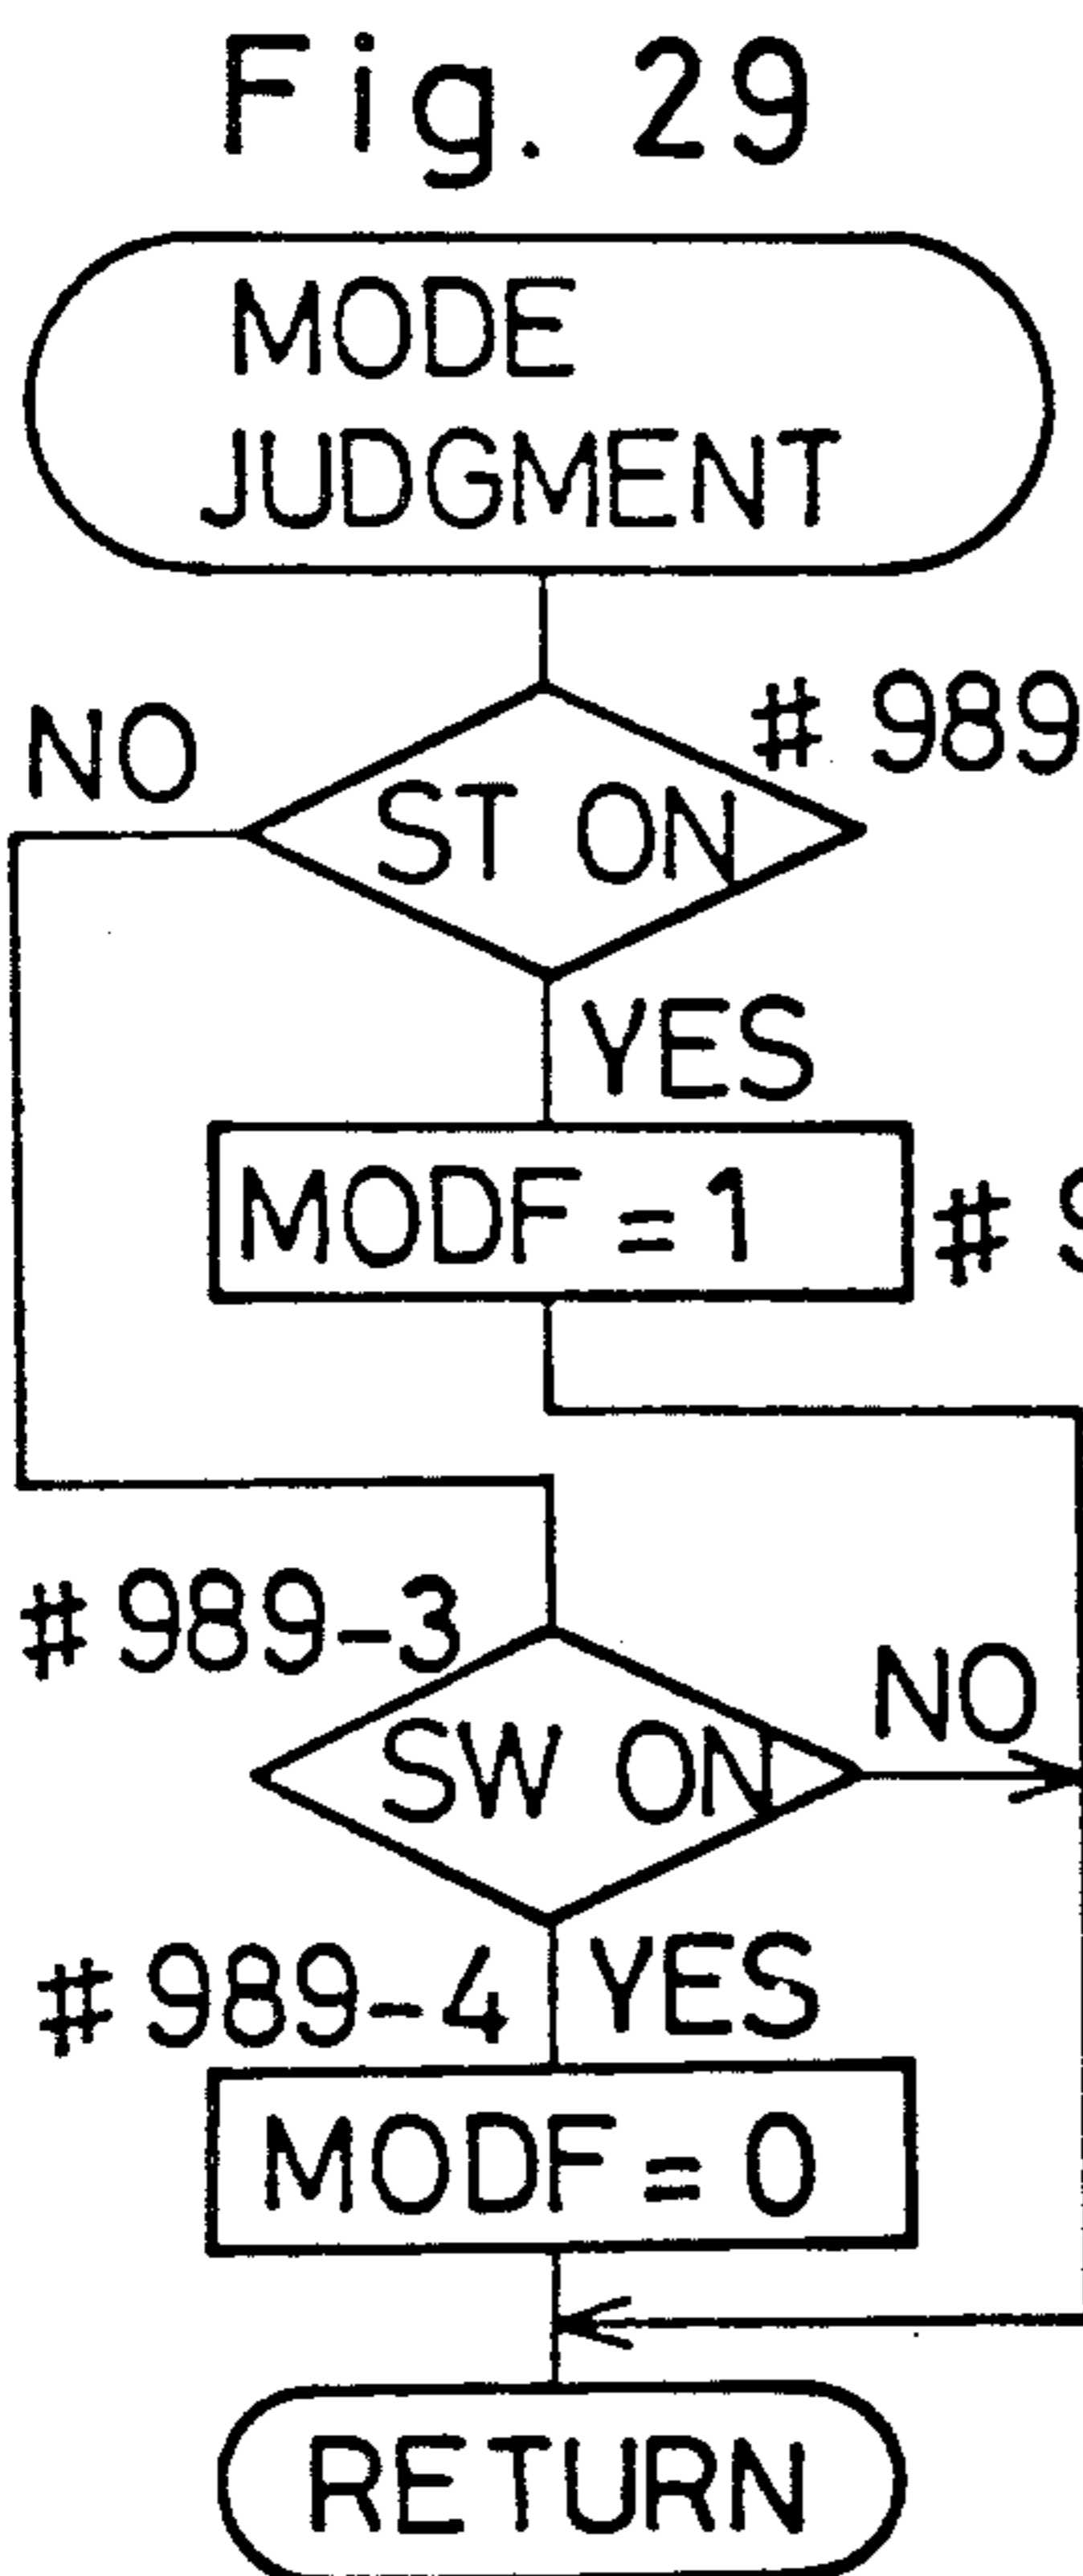 Fig. 29
MODE
JUDGMENT
NO
# 989
ST ON
YES
MODF = 1
#
# 989-3
NO
SW ON
# 989-4
YES
MODF = 0
RETURN